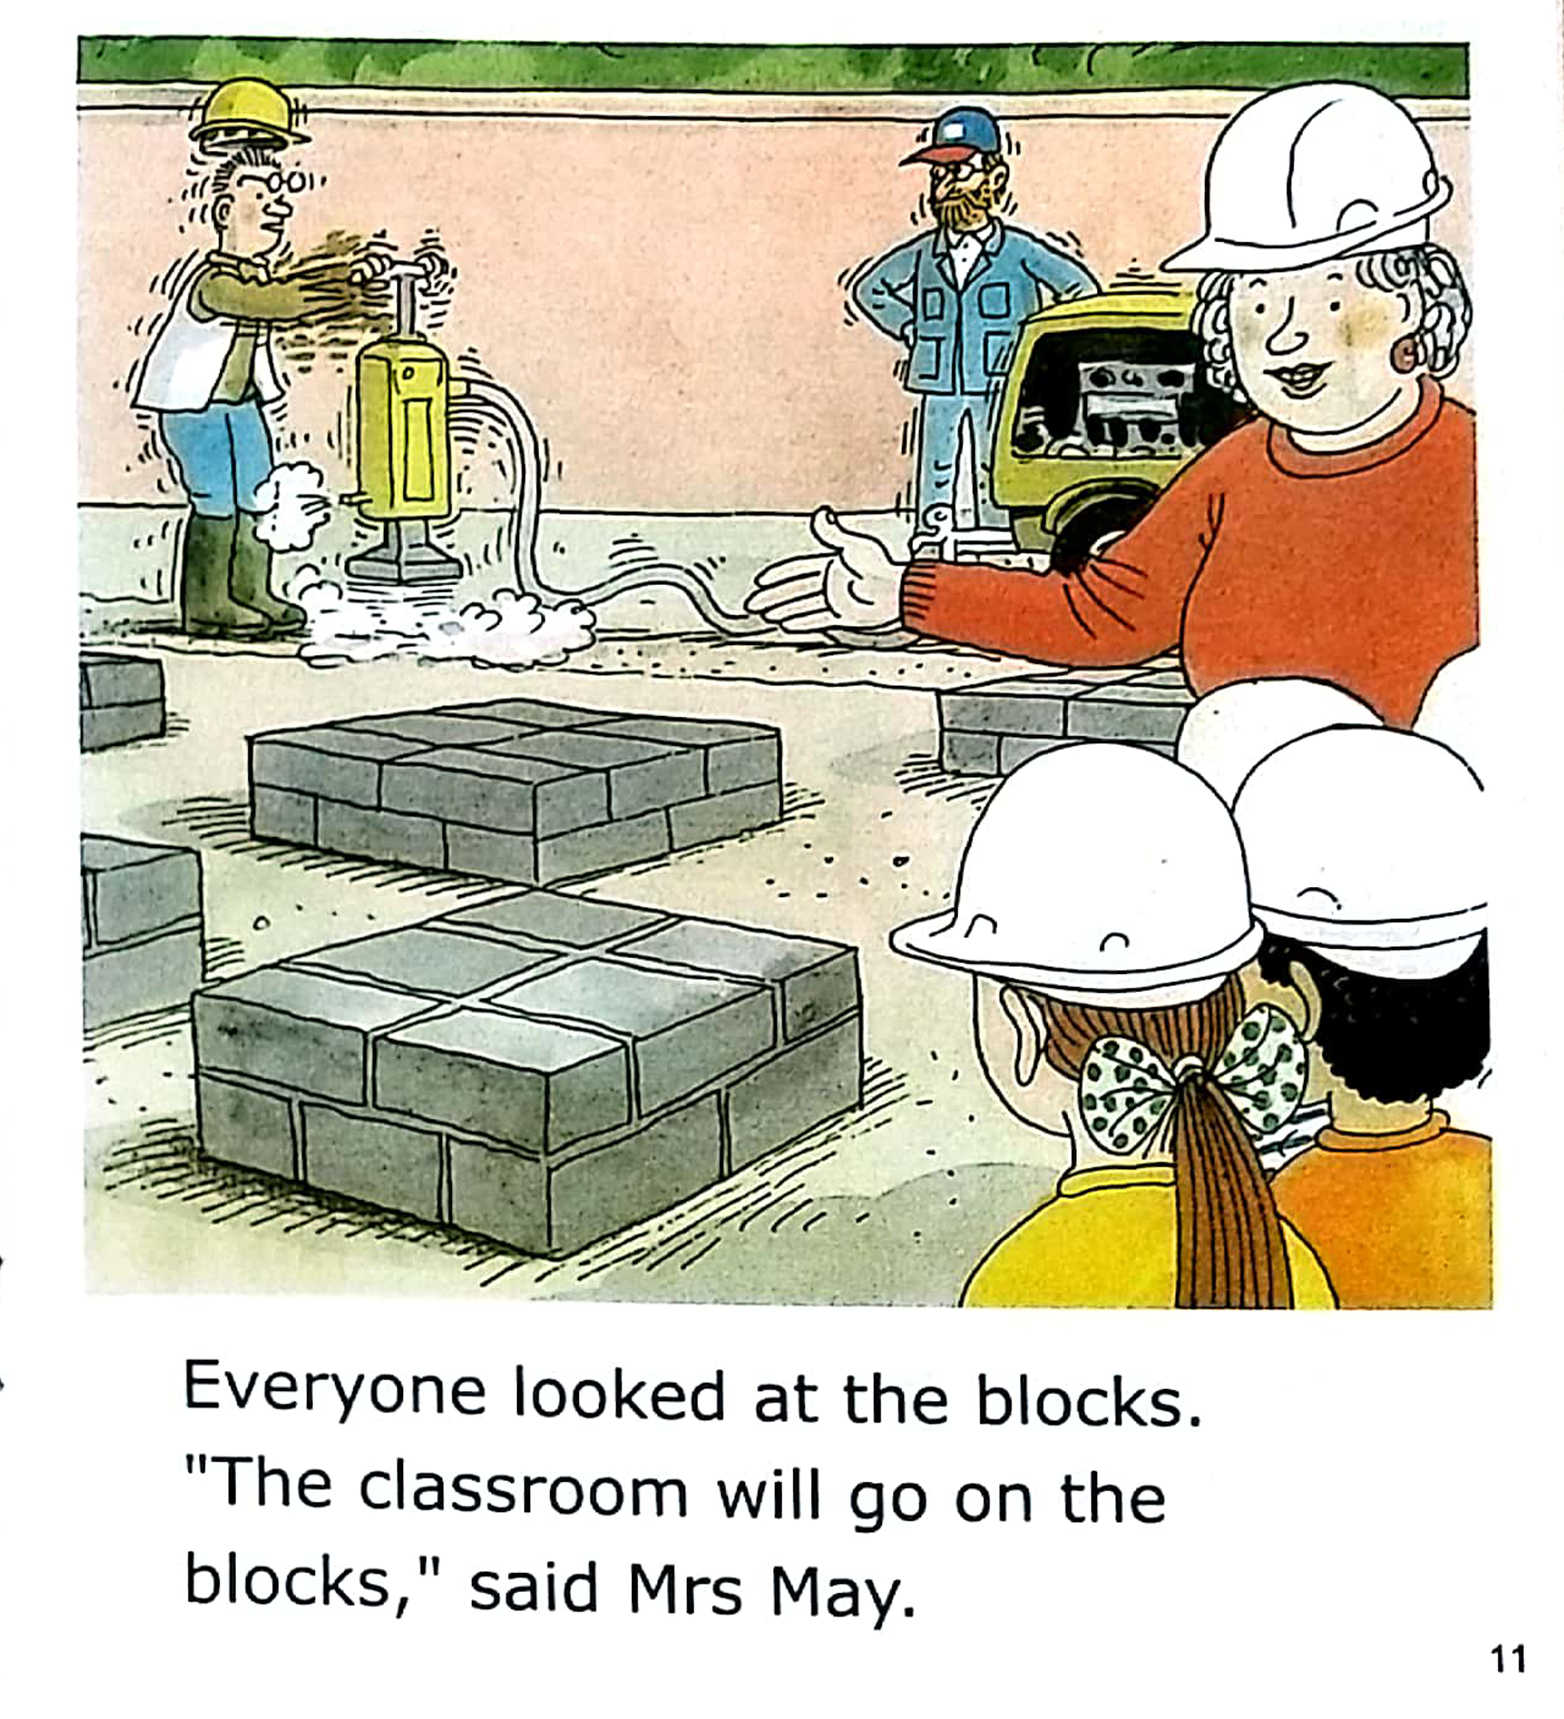 Everyone looked at the blocks.
"The classroom will go on the
blocks," said Mrs May.
11